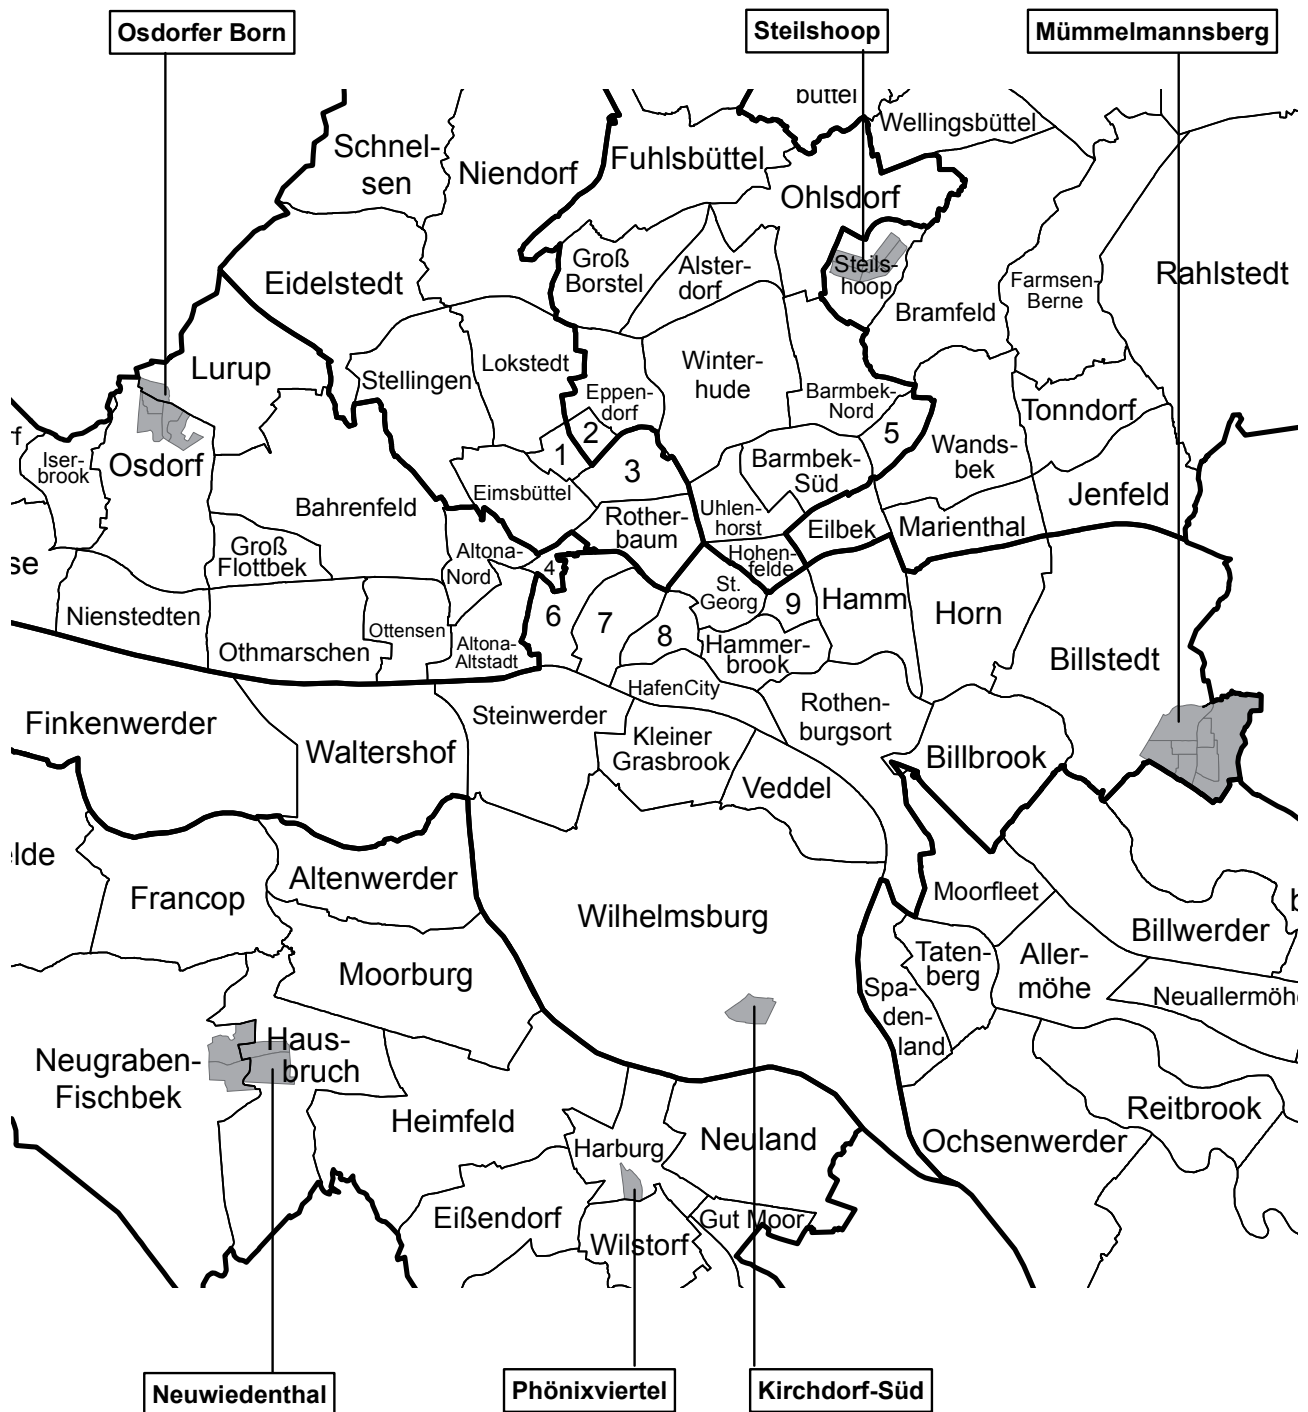 Osdorfer Born
Steilshoop
Mümmelmannsberg
büttel
Wellingsbüttel
Schnel-
sen
Niendorf
Fuhlsbüttel
Ohlsdorf
Eidelstedt
Groß
Borstel
Alster-
dorf
Steils-
hoop
Bramfeld
Farmsen-
Berne
Rahlstedt
Lurup
Stellingen
Lokstedt
Eppen-
dorf
Winter-
hude
Barmbek-
Nord
Tonndorf
rf
Iser-
brook
Osdorf
1
2
3
5
Wands-
bek
Barmbek-
Süd
Eimsbüttel
Jenfeld
Bahrenfeld
Rother-
baum
Uhlen-
horst
Eilbek
Marienthal
se
Groß
Flottbek
Altona-
Nord
4
Hohen-
felde
St.
Georg
9
Hamm
Horn
Nienstedten
Othmarschen
Ottensen
Altona-
Altstadt
6
7
8
Hammer-
brook
Billstedt
HafenCity
Finkenwerder
Waltershof
Steinwerder
Kleiner
Grasbrook
Veddel
Rothen-
burgsort
Billbrook
lde
Francop
Altenwerder
Wilhelmsburg
Moorfleet
b
Billwerder
Moorburg
Taten-
berg
Aller-
möhe
Neuallermöhe
Spa-
den-
land
Neugraben-
Fischbek
Haus-
bruch
Heimfeld
Harburg
Neuland
Ochsenwerder
Reitbrook
Eißendorf
Wilstorf
Gut Moor
Neuwiedenthal
Phönixviertel
Kirchdorf-Süd